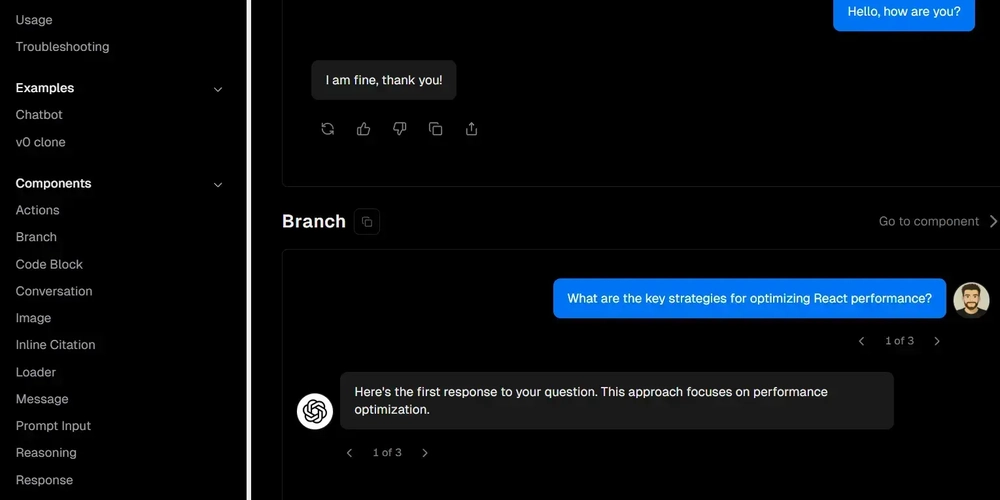 Usage
Troubleshooting
Examples
Chatbot
v0 clone
Components
Actions
Branch
Code Block
Conversation
Image
Inline Citation
Loader
Message
Prompt Input
Reasoning
Response
Hello, how are you?
I am fine, thank you!
Branch
Go to component
What are the key strategies for optimizing React performance?
1 of 3
Here's the first response to your question. This approach focuses on performance
optimization.
1 of 3